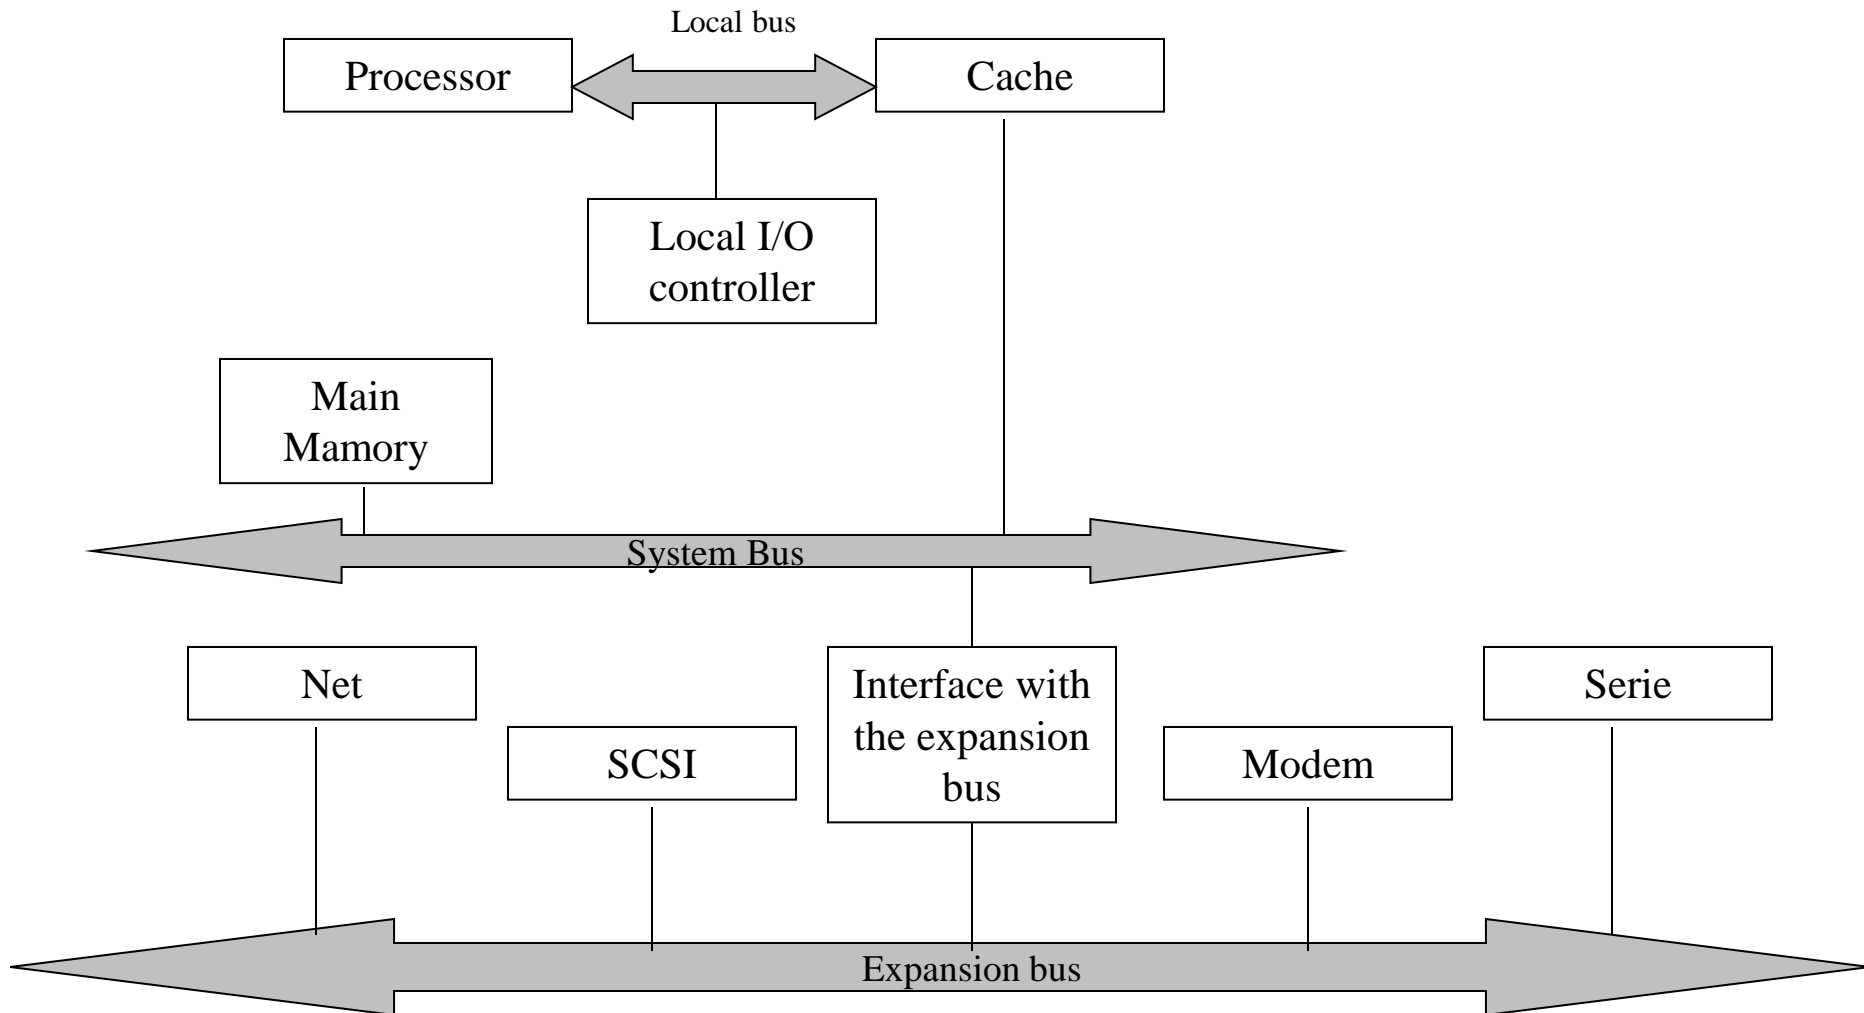 Local bus
Processor
Cache
Local I/O
controller
Main
Mamory
System Bus
Net
SCSI
Interface with
the expansion
bus
Modem
Serie
Expansion bus